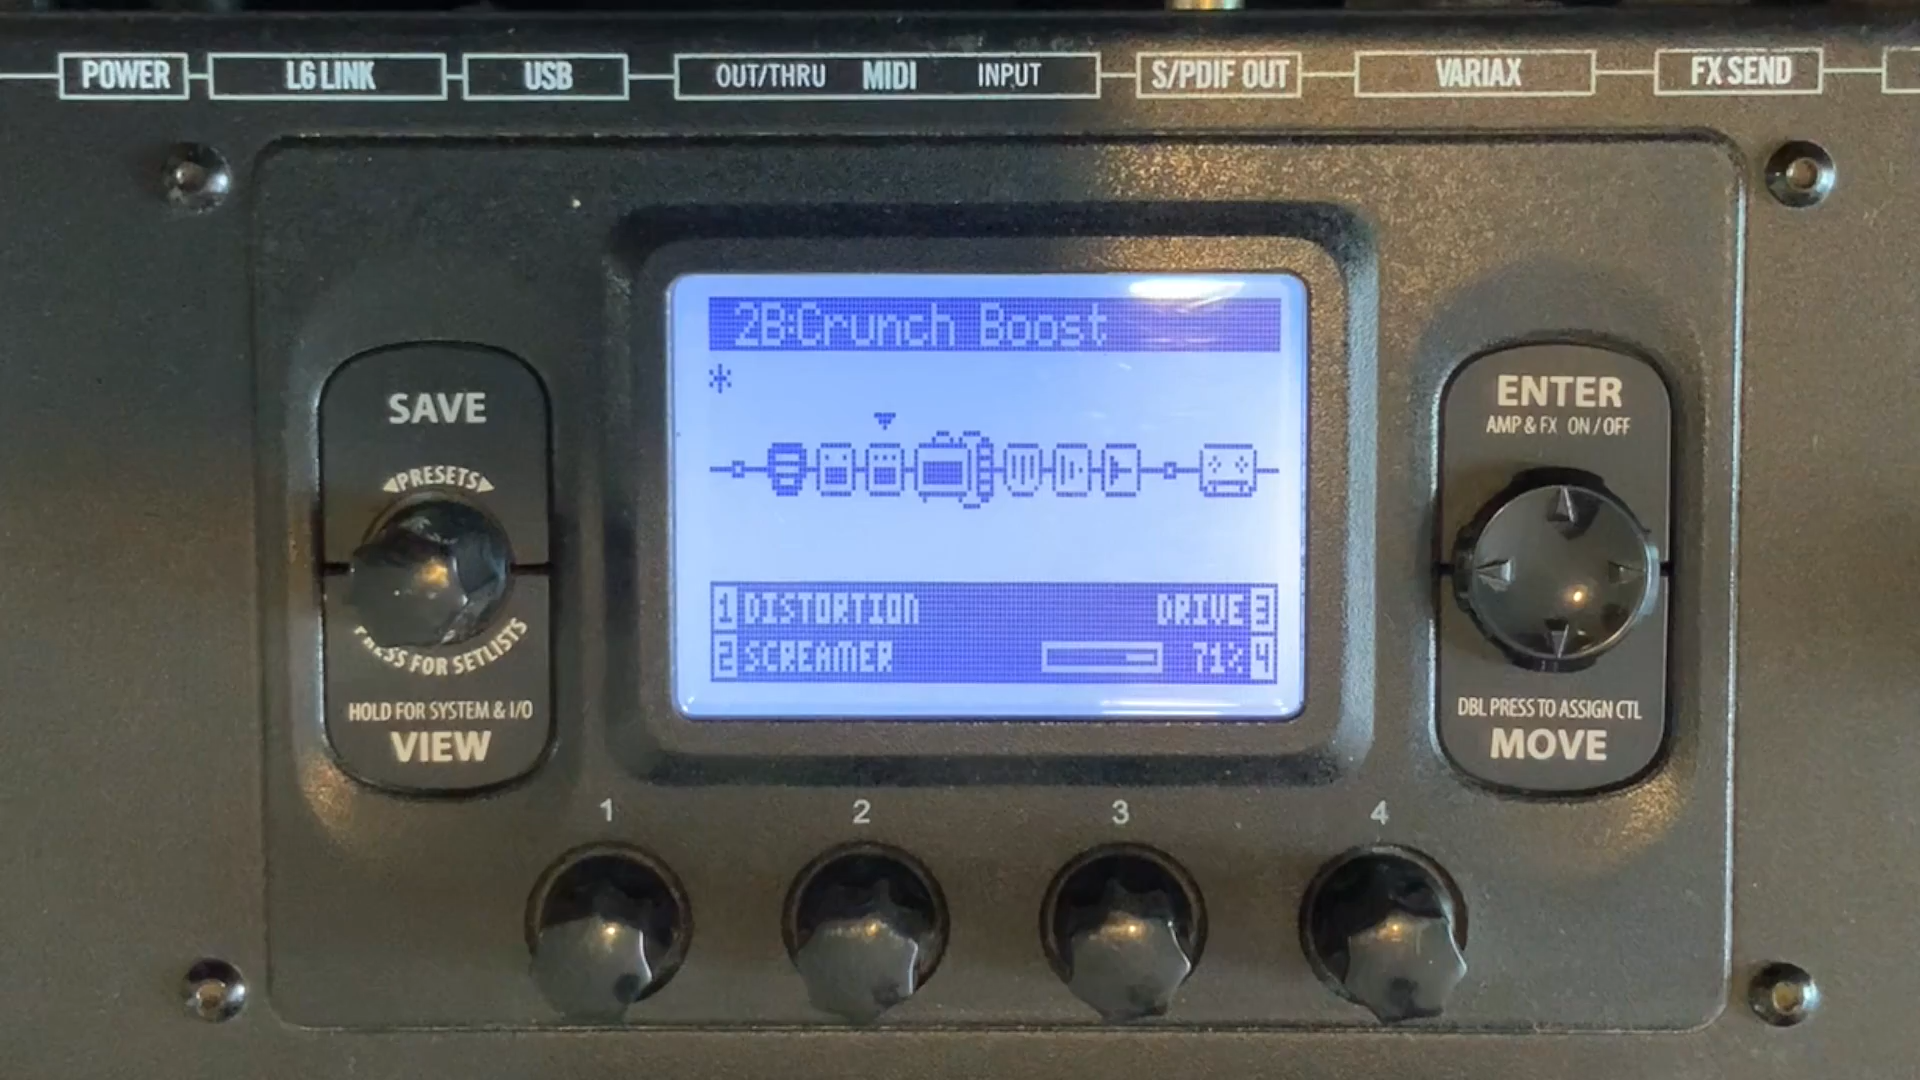 POWER L6 LINK USB OUT/THRU MIDI INPUT S/PDIF OUT VARIAX FX SEND
2B:Crunch Boost
*
SAVE
PRESETS
PRESS FOR SETLISTS
HOLD FOR SYSTEM & I/O
VIEW
1 DISTORTION DRIVE 3
2 SCREAMER 71% 4
ENTER
AMP & FX ON / OFF
DBL PRESS TO ASSIGN CTL
MOVE
1 2 3 4